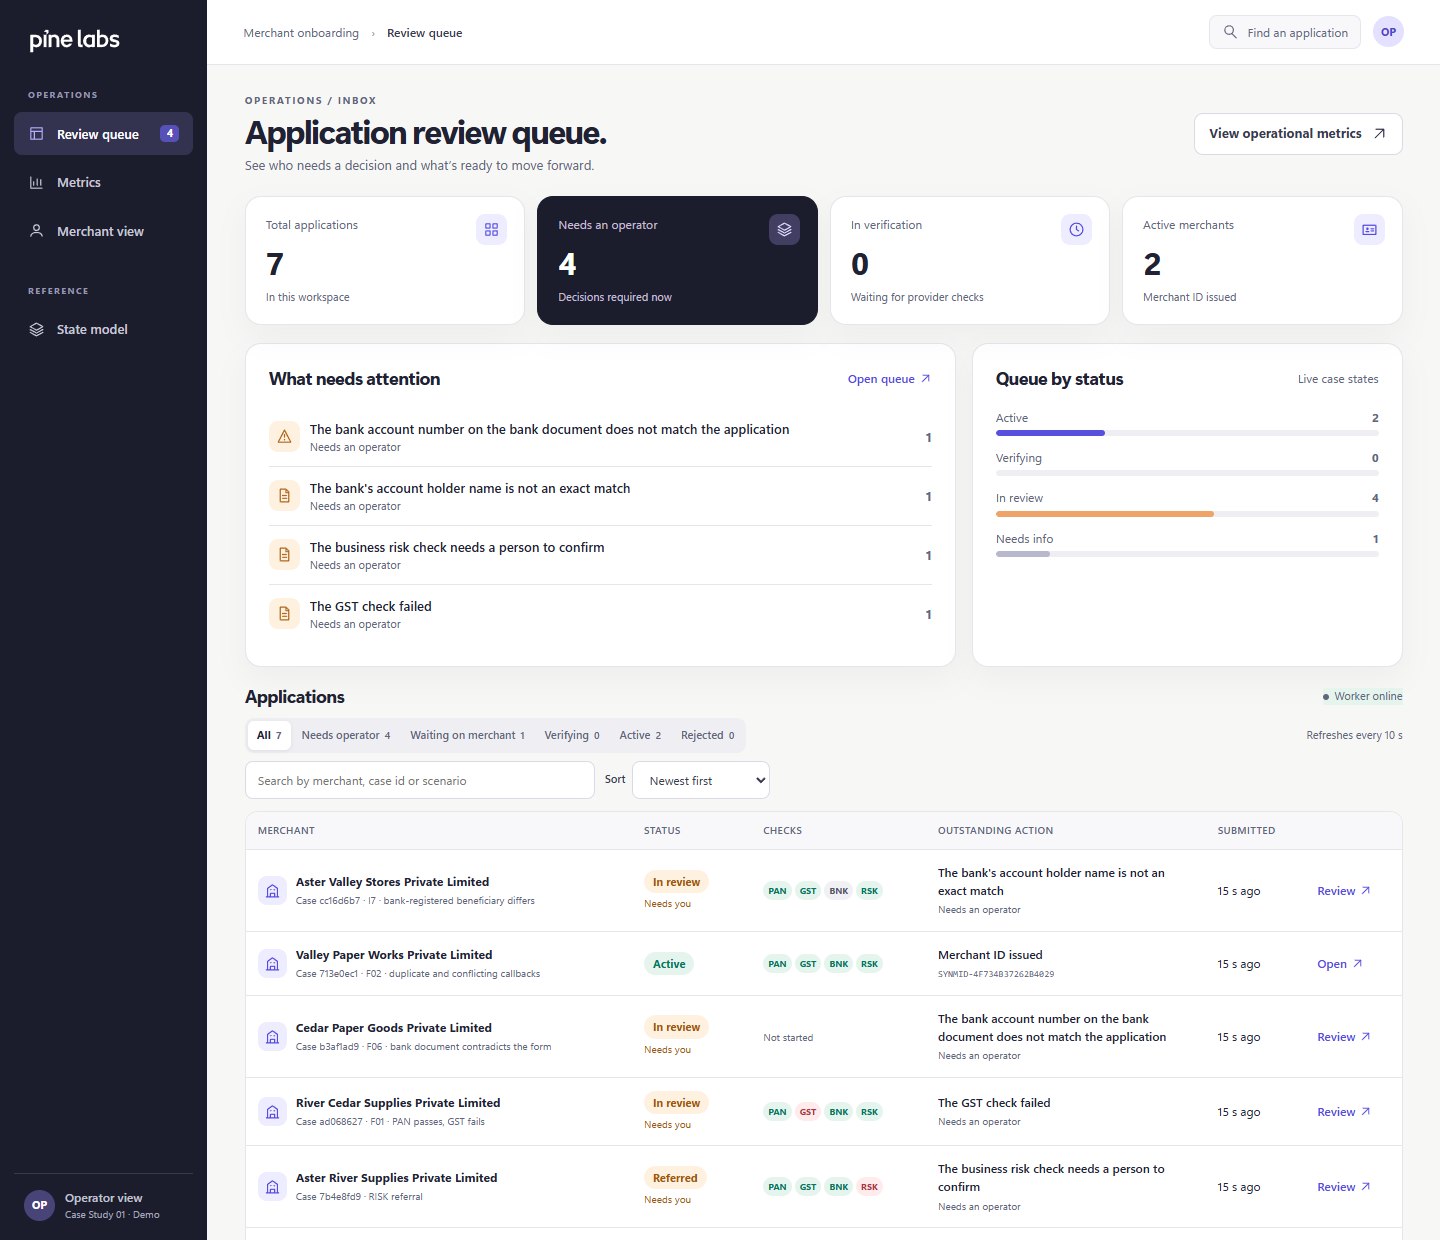 pine labs
OPERATIONS
Review queue 4
Metrics
Merchant view
REFERENCE
State model
OP
Operator view
Case Study 01 · Demo
Merchant onboarding › Review queue
Find an application
OP
OPERATIONS / INBOX
Application review queue.
See who needs a decision and what's ready to move forward.
View operational metrics
Total applications
7
In this workspace
Needs an operator
4
Decisions required now
In verification
0
Waiting for provider checks
Active merchants
2
Merchant ID issued
What needs attention
Open queue
The bank account number on the bank document does not match the application
Needs an operator
1
The bank's account holder name is not an exact match
Needs an operator
1
The business risk check needs a person to confirm
Needs an operator
1
The GST check failed
Needs an operator
1
Queue by status
Live case states
Active 2
Verifying 0
In review 4
Needs info 1
Applications
Worker online
All 7 Needs operator 4 Waiting on merchant 1 Verifying 0 Active 2 Rejected 0
Refreshes every 10 s
Search by merchant, case id or scenario
Sort
Newest first
MERCHANT STATUS CHECKS OUTSTANDING ACTION SUBMITTED
Aster Valley Stores Private Limited
Case cc16d6b7 · I7 · bank-registered beneficiary differs
In review
Needs you
PAN GST BNK RSK
The bank's account holder name is not an
exact match
Needs an operator
15 s ago
Review
Valley Paper Works Private Limited
Case 713e0ec1 · F02 · duplicate and conflicting callbacks
Active
PAN GST BNK RSK
Merchant ID issued
SYNMID-4F734B37262B4029
15 s ago
Open
Cedar Paper Goods Private Limited
Case b3af1ad9 · F06 · bank document contradicts the form
In review
Needs you
Not started
The bank account number on the bank
document does not match the application
Needs an operator
15 s ago
Review
River Cedar Supplies Private Limited
Case ad068627 · F01 · PAN passes, GST fails
In review
Needs you
PAN GST BNK RSK
The GST check failed
Needs an operator
15 s ago
Review
Aster River Supplies Private Limited
Case 7b4e8fd9 · RISK referral
Referred
Needs you
PAN GST BNK RSK
The business risk check needs a person to
confirm
Needs an operator
15 s ago
Review